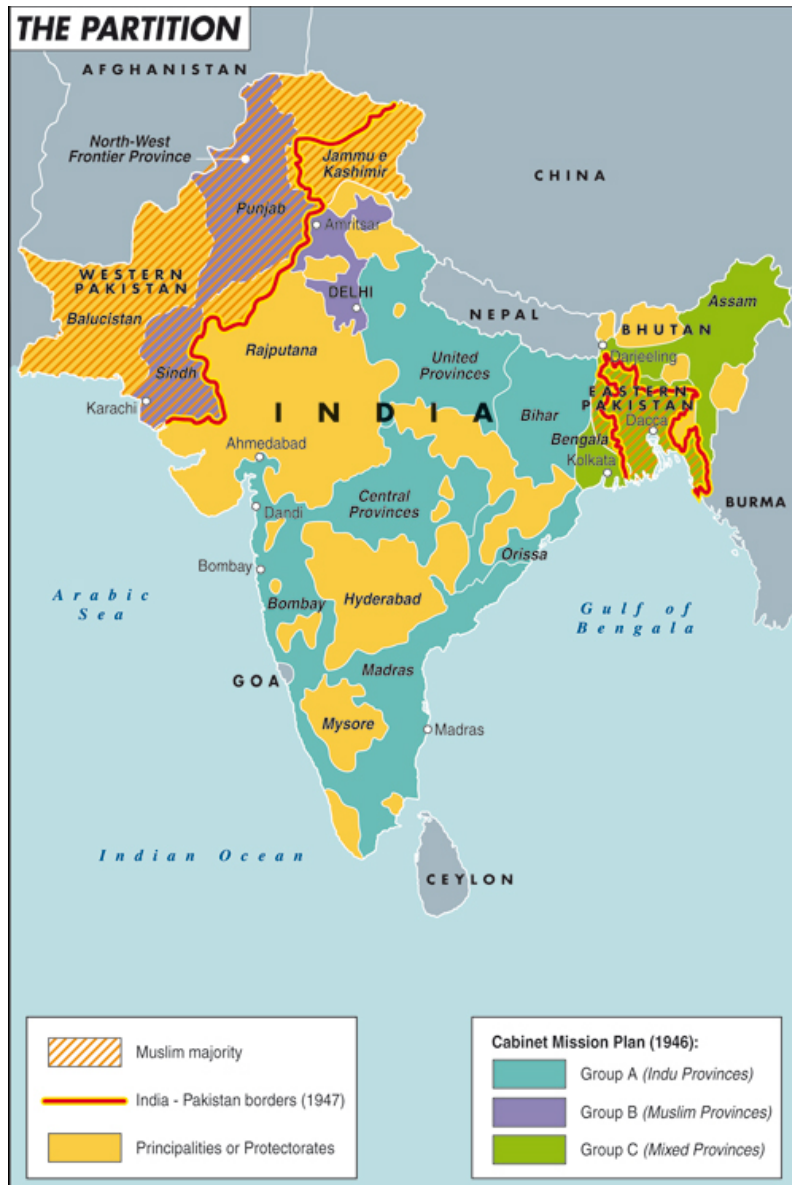 THE PARTITION
AFGHANISTAN
North-West
Frontier Province
Jammu e
Kashimir
CHINA
Punjab
Amritsar
WESTERN
PAKISTAN
DELHI
NEPAL
Assam
BHUTAN
Balucistan
Darjeeling
Rajputana
United
Provinces
Sindh
EASTERN
PAKISTAN
Karachi
INDIA
Bihar
Dacca
Bengala
Ahmedabad
Kolkata
Central
Provinces
BURMA
Dandi
Orissa
Bombay
Arabic
Sea
Bombay
Hyderabad
Gulf of
Bengala
GOA
Madras
Mysore
Madras
Indian Ocean
CEYLON
Muslim majority
India - Pakistan borders (1947)
Principalities or Protectorates
Cabinet Mission Plan (1946):
Group A (Indu Provinces)
Group B (Muslim Provinces)
Group C (Mixed Provinces)